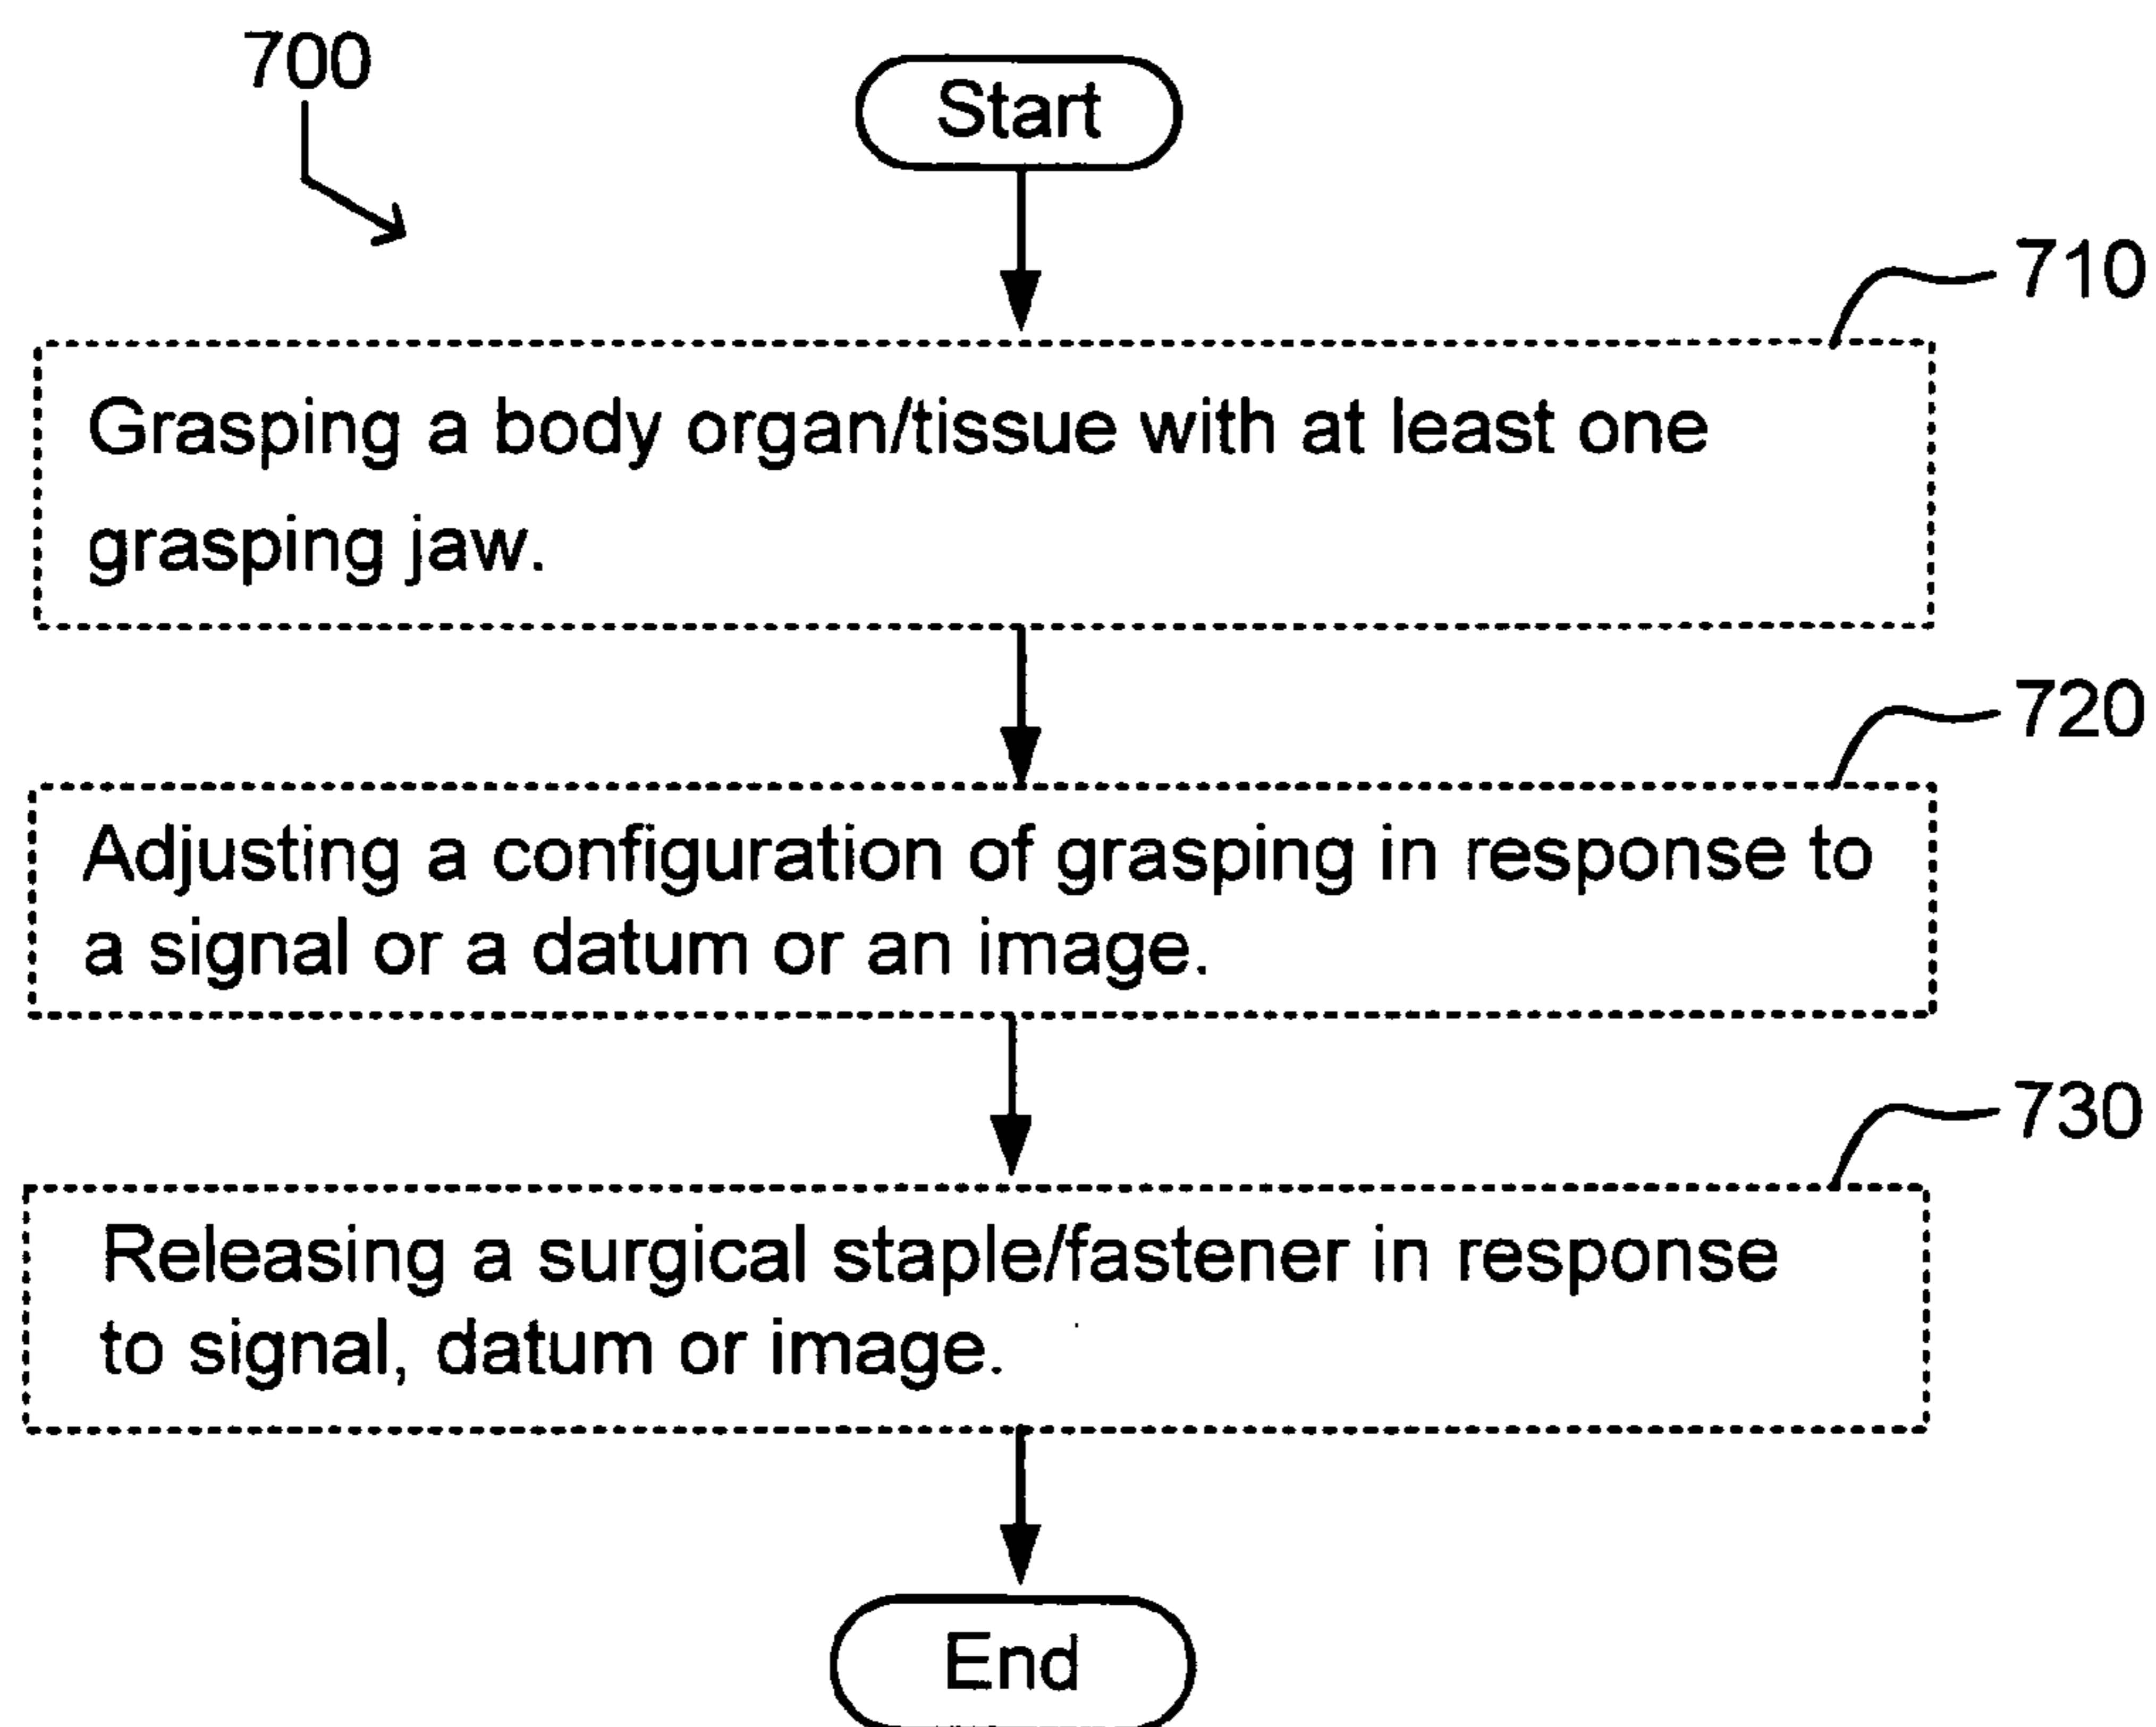 700
Start
710
Grasping a body organ/tissue with at least one
grasping jaw.
720
Adjusting a configuration of grasping in response to
a signal or a datum or an image.
730
Releasing a surgical staple/fastener in response
to signal, datum or image.
End